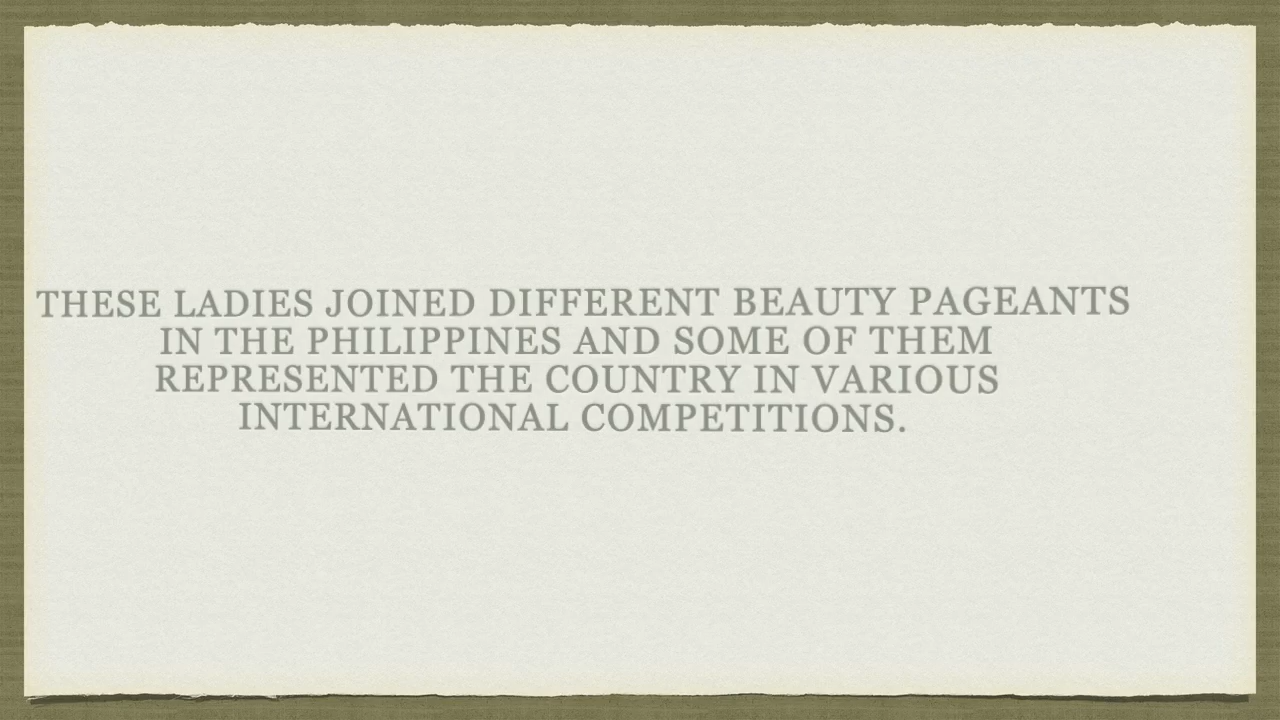 THESE LADIES JOINED DIFFERENT BEAUTY PAGEANTS
IN THE PHILIPPINES AND SOME OF THEM
REPRESENTED THE COUNTRY IN VARIOUS
INTERNATIONAL COMPETITIONS.